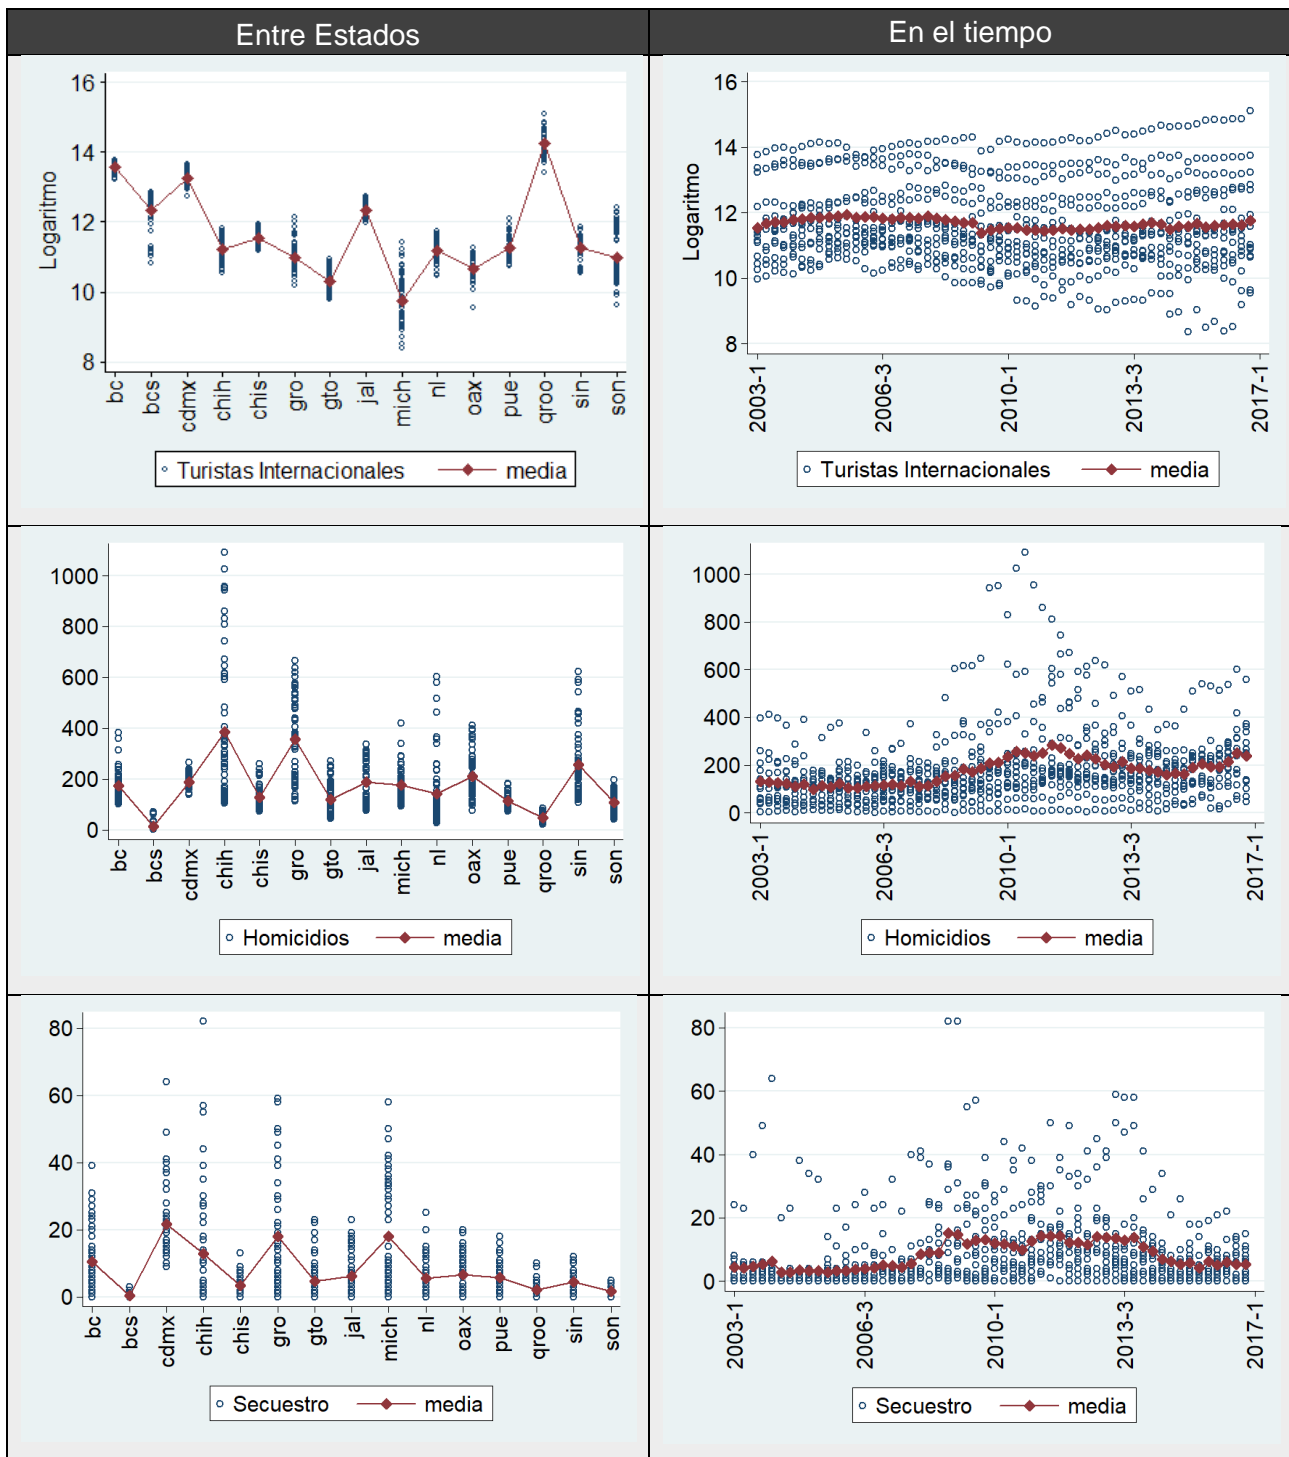 Entre Estados
En el tiempo
16
14
12
10
8
Logaritmo
bc bcs cdmx chih chis gro gto jal mich nl oax pue qroo sin son
Turistas Internacionales media
16
14
12
10
8
Logaritmo
2003-1 2006-3 2010-1 2013-3 2017-1
Turistas Internacionales media
1000
800
600
400
200
0
bc bcs cdmx chih chis gro gto jal mich nl oax pue qroo sin son
Homicidios media
1000
800
600
400
200
0
2003-1 2006-3 2010-1 2013-3 2017-1
Homicidios media
80
60
40
20
0
bc bcs cdmx chih chis gro gto jal mich nl oax pue qroo sin son
Secuestro media
80
60
40
20
0
2003-1 2006-3 2010-1 2013-3 2017-1
Secuestro media